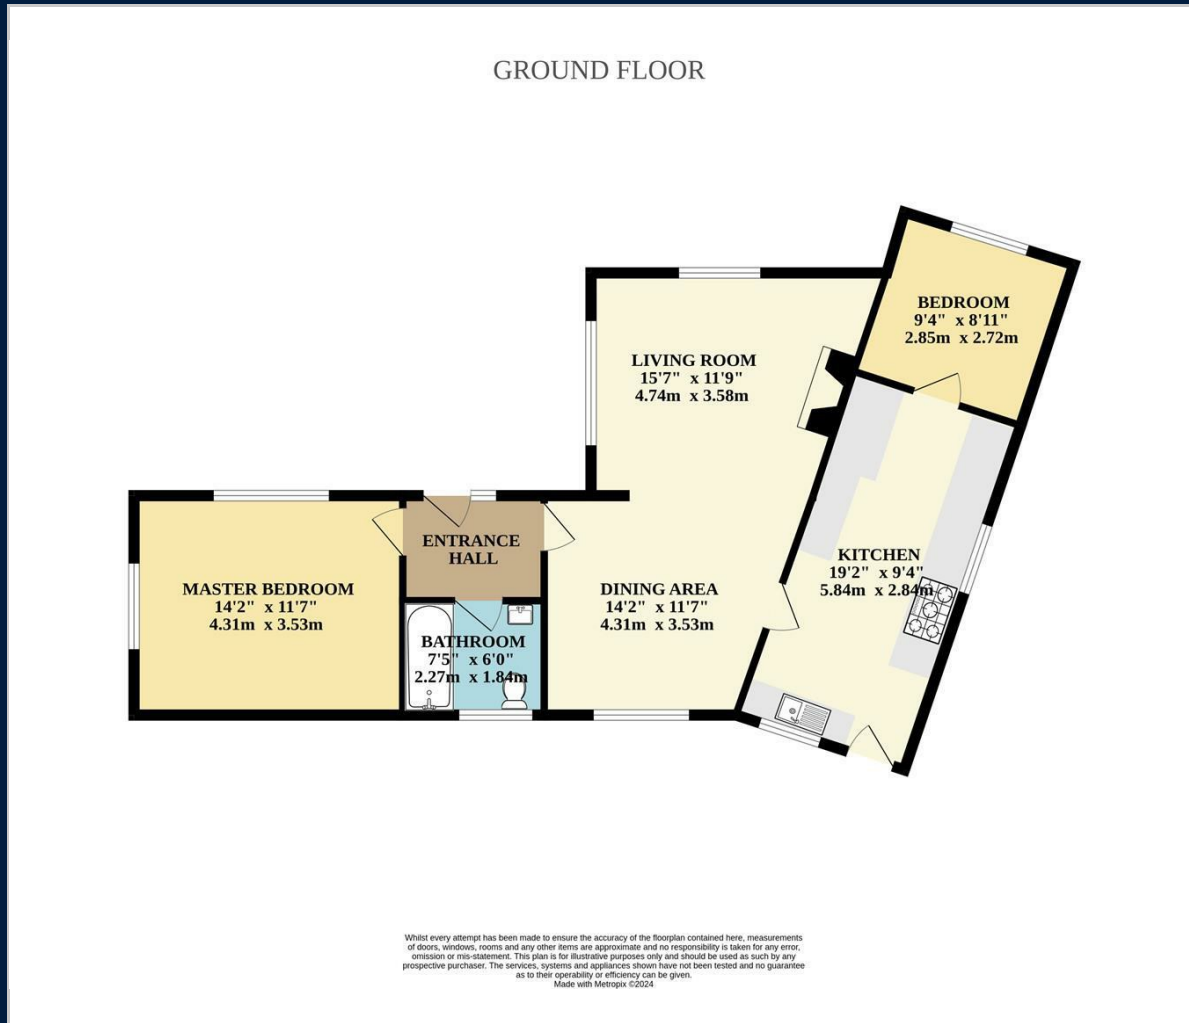 GROUND FLOOR
BEDROOM
9'4" x 8'11"
2.85m x 2.72m
LIVING ROOM
15'7" x 11'9"
4.74m x 3.58m
ENTRANCE
HALL
KITCHEN
19'2" x 9'4"
5.84m x 2.84m
MASTER BEDROOM
14'2" x 11'7"
4.31m x 3.53m
DINING AREA
14'2" x 11'7"
4.31m x 3.53m
BATHROOM
7'5" x 6'0"
2.27m x 1.84m
Whilst every attempt has been made to ensure the accuracy of the floorplan contained here, measurements
of doors, windows, rooms and any other items are approximate and no responsibility is taken for any error,
omission or mis-statement. This plan is for illustrative purposes only and should be used as such by any
prospective purchaser. The services, systems and appliances shown have not been tested and no guarantee
as to their operability or efficiency can be given.
Made with Metropix ©2024